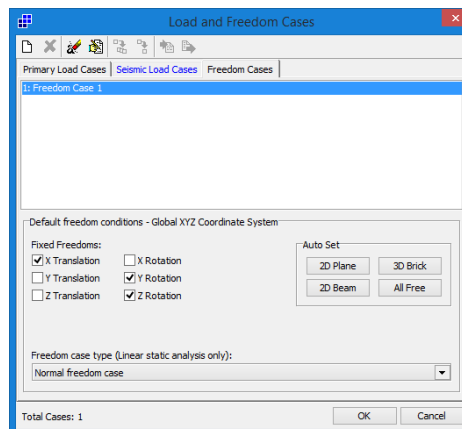 Load and Freedom Cases
Primary Load Cases Seismic Load Cases Freedom Cases
1: Freedom Case 1
Default freedom conditions - Global XYZ Coordinate System
Fixed Freedoms: Auto Set
X Translation X Rotation 2D Plane 3D Brick
Y Translation Y Rotation
Z Translation Z Rotation 2D Beam All Free
Freedom case type (Linear static analysis only):
Normal freedom case
Total Cases: 1 OK Cancel